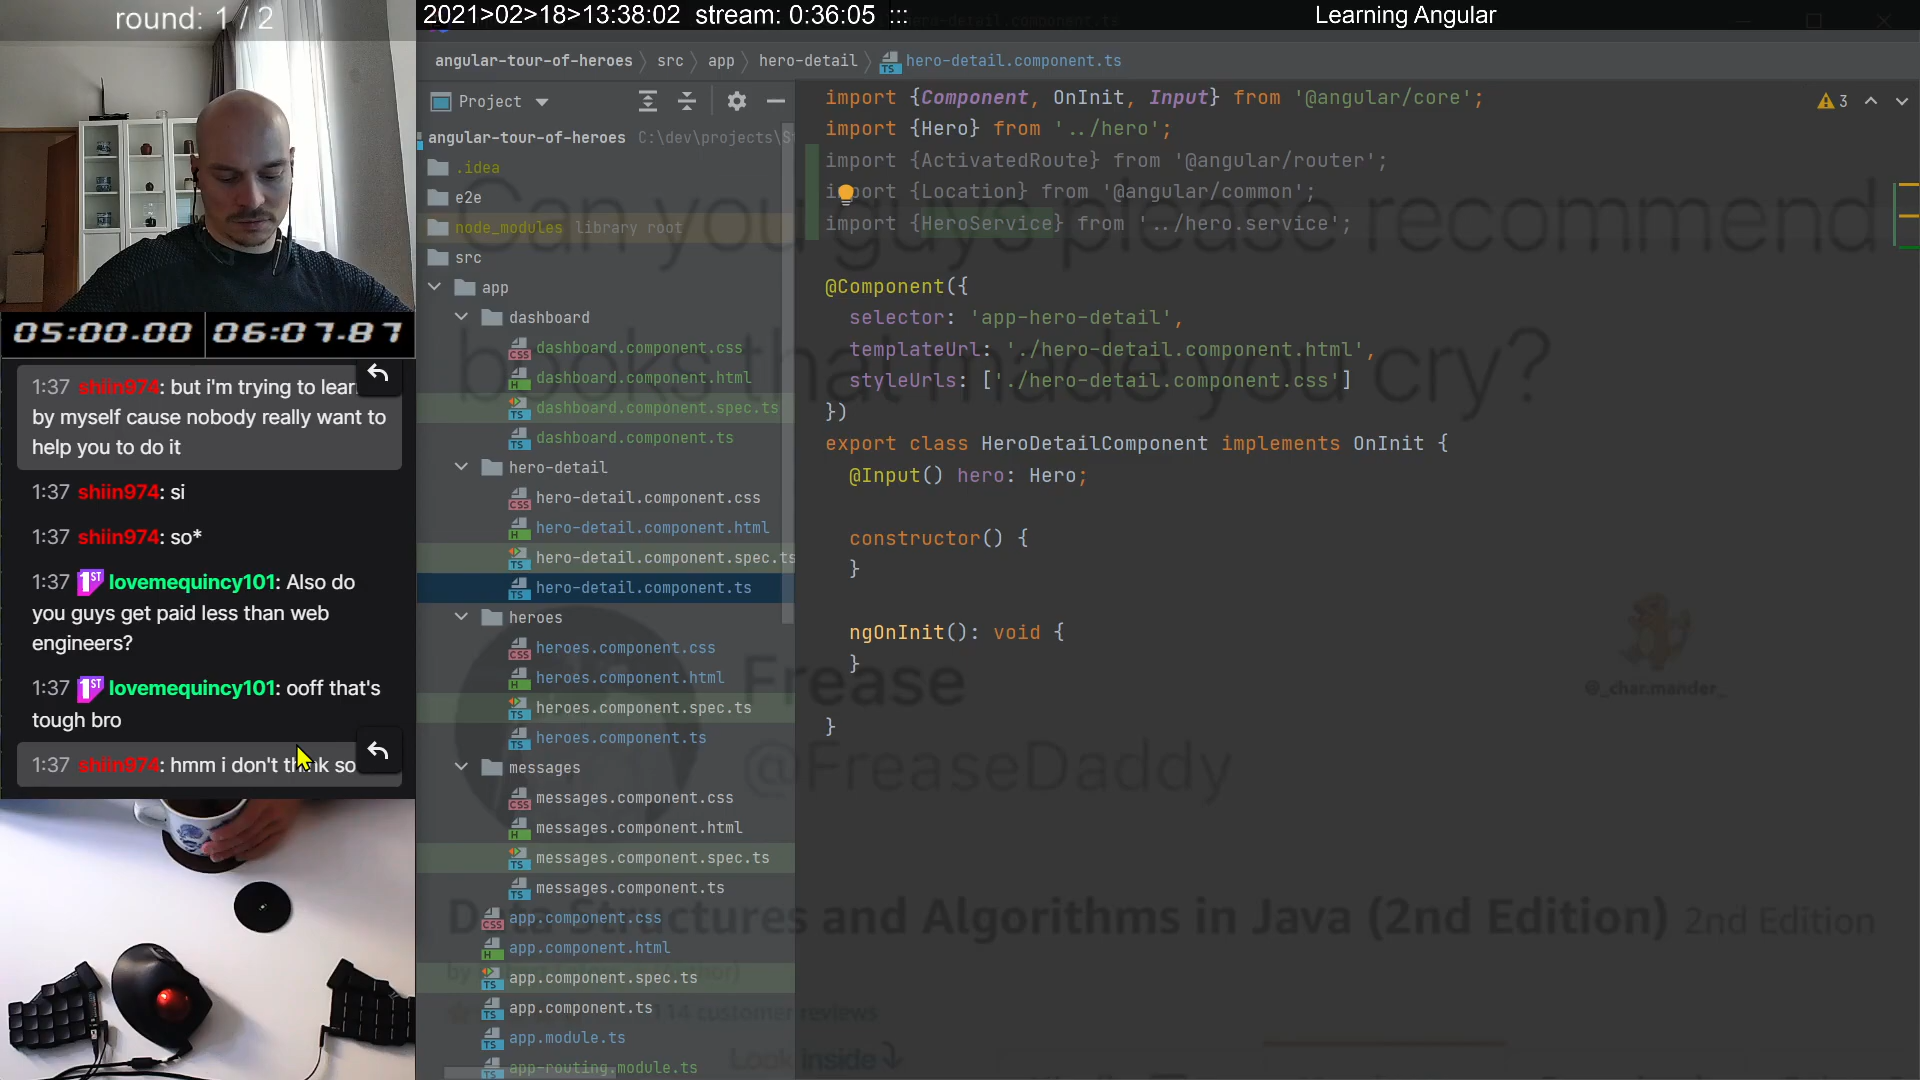 round: 1 / 2
2021>02>18>13:38:02 stream: 0:36:05 :::
Learning Angular
angular-tour-of-heroes
src
app
hero-detail
hero-detail.component.ts
05:00.00
06:07.87
1:37 shiin974: but i'm trying to lear
by myself cause nobody really want to
help you to do it
1:37 shiin974: si
1:37 shiin974: so*
1:37 1ST lovemequincy101: Also do
you guys get paid less than web
engineers?
1:37 1ST lovemequincy101: ooff that's
tough bro
1:37 shiin974: hmm i don't think so
Project
angular-tour-of-heroes C:\dev\projects\S
.idea
e2e
node_modules library root
src
app
dashboard
dashboard.component.css
dashboard.component.html
dashboard.component.spec.ts
dashboard.component.ts
hero-detail
hero-detail.component.css
hero-detail.component.html
hero-detail.component.spec.ts
hero-detail.component.ts
heroes
heroes.component.css
heroes.component.html
heroes.component.spec.ts
heroes.component.ts
messages
messages.component.css
messages.component.html
messages.component.spec.ts
messages.component.ts
app.component.css
app.component.html
app.component.spec.ts
app.component.ts
app.module.ts
app-routing.module.ts
import {Component, OnInit, Input} from '@angular/core';
import {Hero} from '../hero';
import {ActivatedRoute} from '@angular/router';
import {Location} from '@angular/common';
import {HeroService} from '../hero.service';
@Component({
selector: 'app-hero-detail',
templateUrl: './hero-detail.component.html',
styleUrls: ['./hero-detail.component.css']
})
export class HeroDetailComponent implements OnInit {
@Input() hero: Hero;
constructor() {
}
ngOnInit(): void {
}
}
3
Can you guys please recommend
books that made you cry?
Frease
@FreaseDaddy
@_char.mander_
Data Structures and Algorithms in Java (2nd Edition) 2nd Edition
114 customer reviews
Look inside